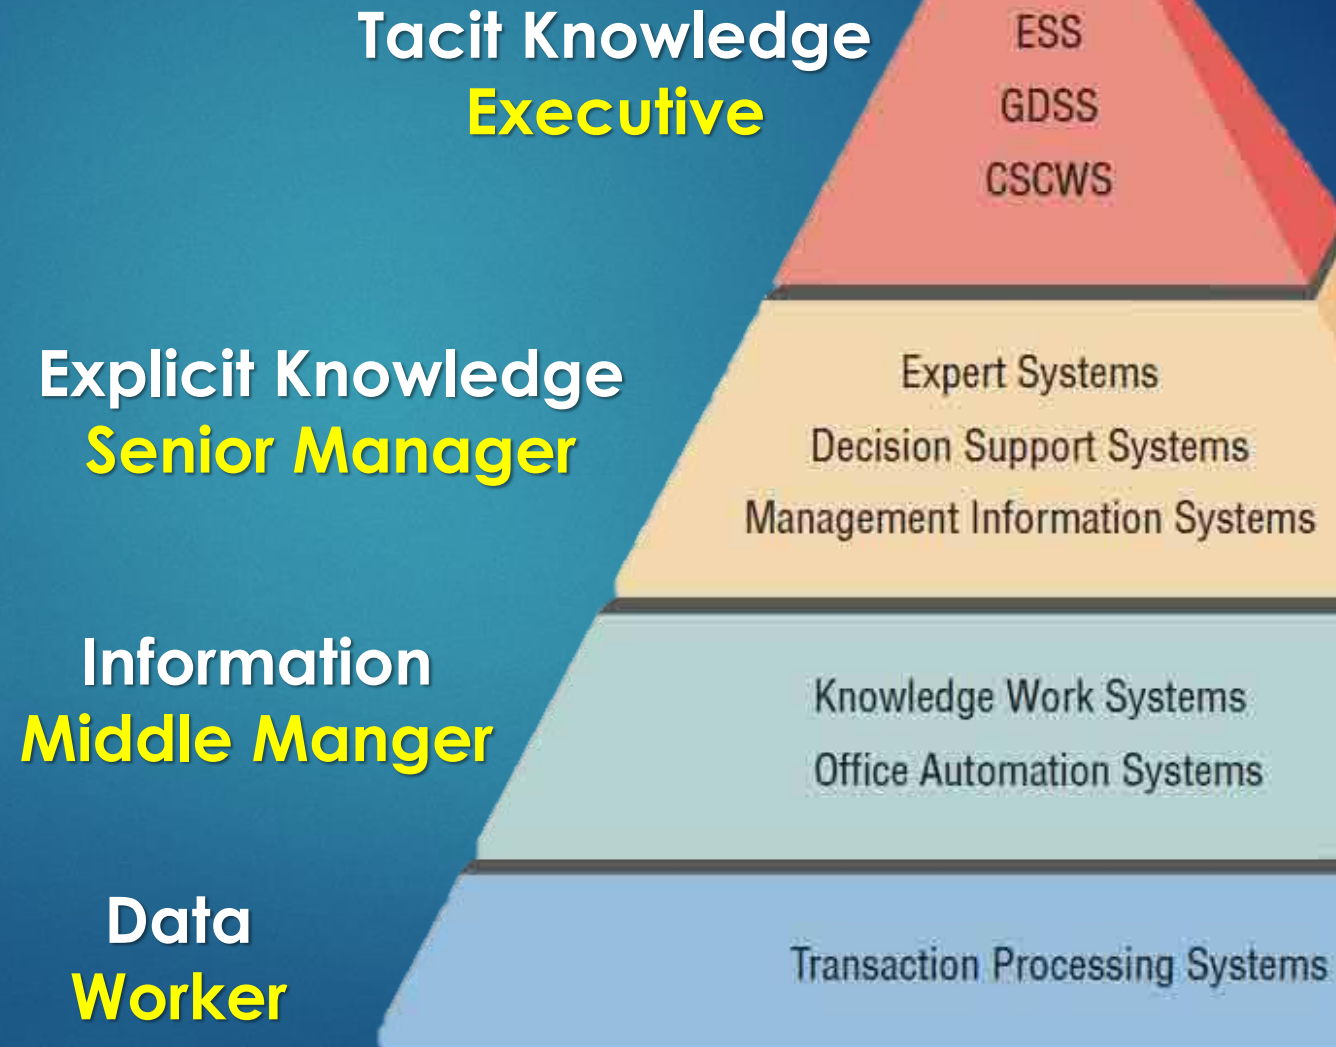 Tacit Knowledge
Executive
ESS
GDSS
CSCWS
Explicit Knowledge
Senior Manager
Expert Systems
Decision Support Systems
Management Information Systems
Information
Middle Manger
Knowledge Work Systems
Office Automation Systems
Data
Worker
Transaction Processing Systems